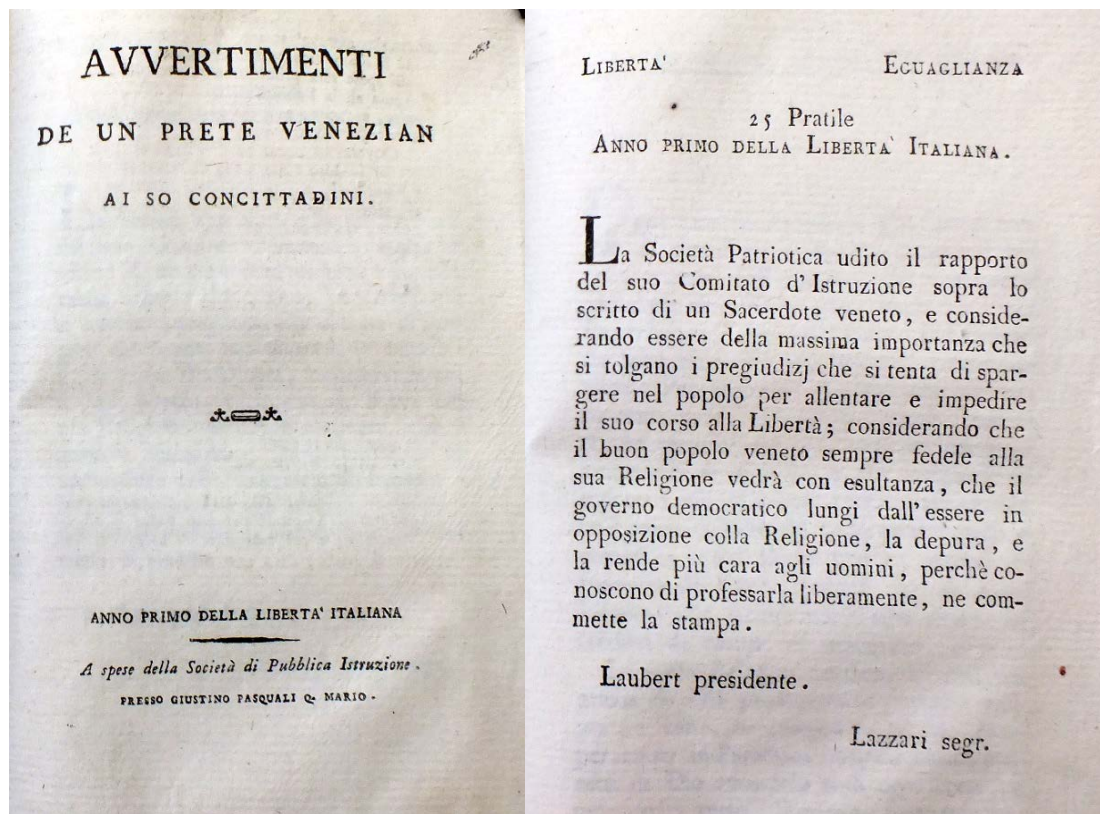 AVVERTIMENTI
DE UN PRETE VENEZIAN
AI SO CONCITTADINI.
ANNO PRIMO DELLA LIBERTA' ITALIANA
A spese della Società di Pubblica Istruzione.
PRESSO GIUSTINO PASQUALI Q. MARIO.
LIBERTA' EGUAGLIANZA
25 Pratile
ANNO PRIMO DELLA LIBERTA' ITALIANA.
La Società Patriotica udito il rapporto
del suo Comitato d'Istruzione sopra lo
scritto di un Sacerdote veneto, e conside-
rando essere della massima importanza che
si tolgano i pregiudizj che si tenta di spar-
gere nel popolo per allentare e impedire
il suo corso alla Libertà; considerando che
il buon popolo veneto sempre fedele alla
sua Religione vedrà con esultanza, che il
governo democratico lungi dall'essere in
opposizione colla Religione, la depura, e
la rende più cara agli uomini, perchè co-
noscono di professarla liberamente, ne com-
mette la stampa.
Laubert presidente.
Lazzari segr.